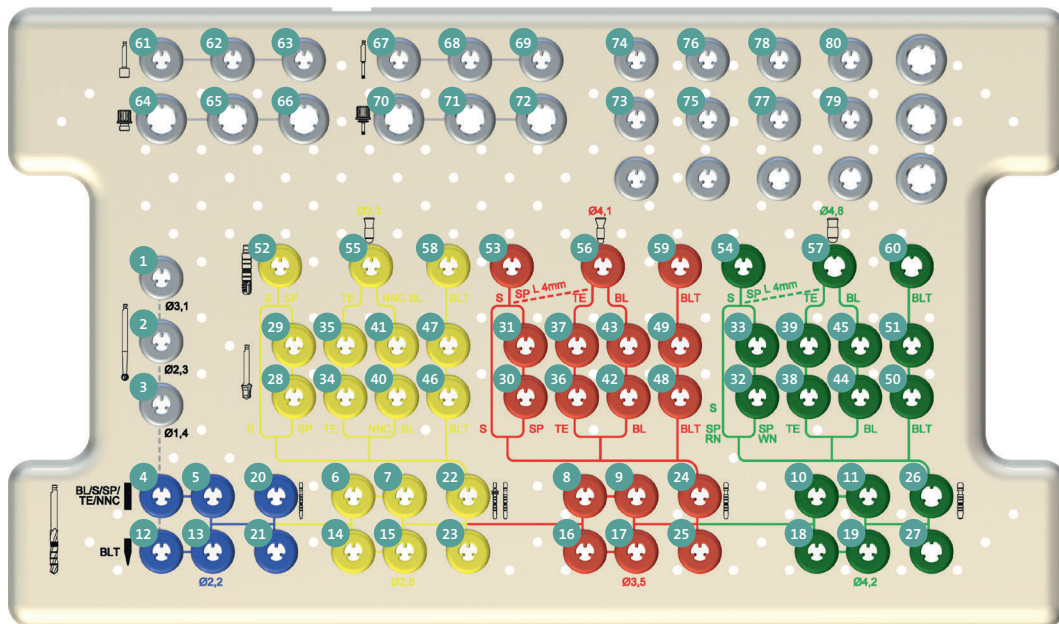 61 62 63 67 68 69 74 76 78 80
64 65 66 70 71 72 73 75 77 79
Ø3,3 Ø4,1 Ø4,8
52 55 58 53 56 59 54 57 60
1
Ø3,1
S SP TE NNC BL BLT S SP L 4mm TE BL BLT S SP L 4mm TE BL BLT
2
29 35 41 47 31 37 43 49 33 39 45 51
Ø2,3
3
28 34 40 46 30 36 42 48 32 38 44 50
Ø1,4
S SP TE NNC BL BLT S SP TE BL BLT S SP RN SP WN TE BL BLT
4 5 20 6 7 22 8 9 24 10 11 26
BL/S/SP/
TE/NNC
12 13 21 14 15 23 16 17 25 18 19 27
BLT
Ø2,2 Ø2,8 Ø3,5 Ø4,2